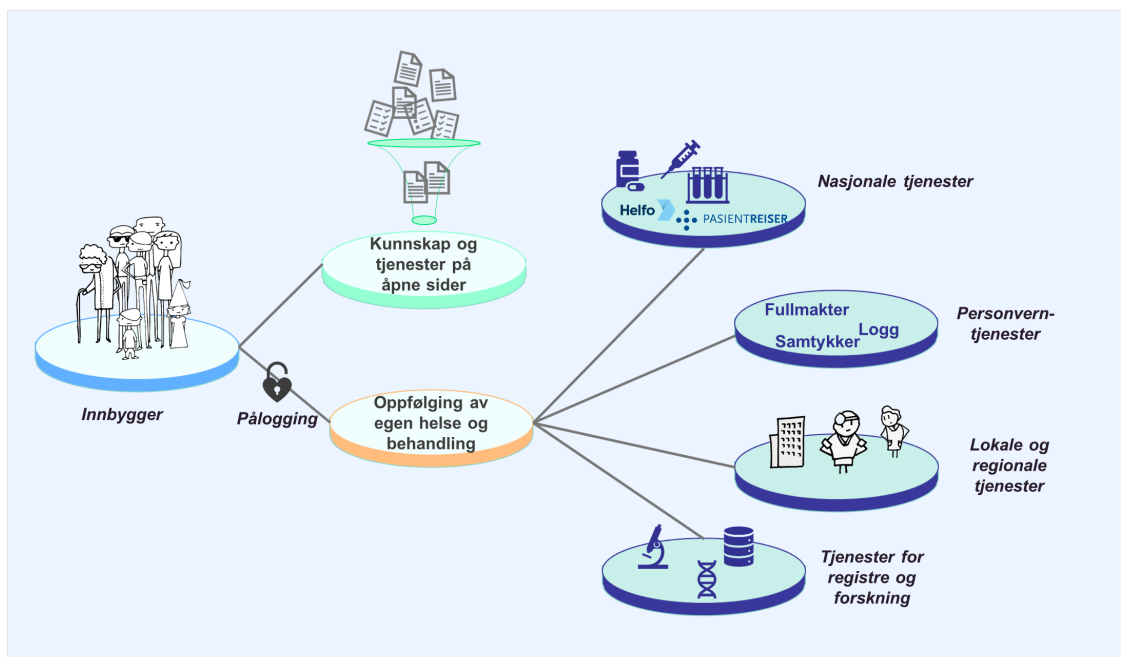 Kunnskap og
tjenester på
åpne sider
Innbygger
Pålogging
Oppfølging av
egen helse og
behandling
Helfo
PASIENTREISER
Nasjonale tjenester
Fullmakter
Logg
Samtykker
Personvern-
tjenester
Lokale og
regionale
tjenester
Tjenester for
registre og
forskning